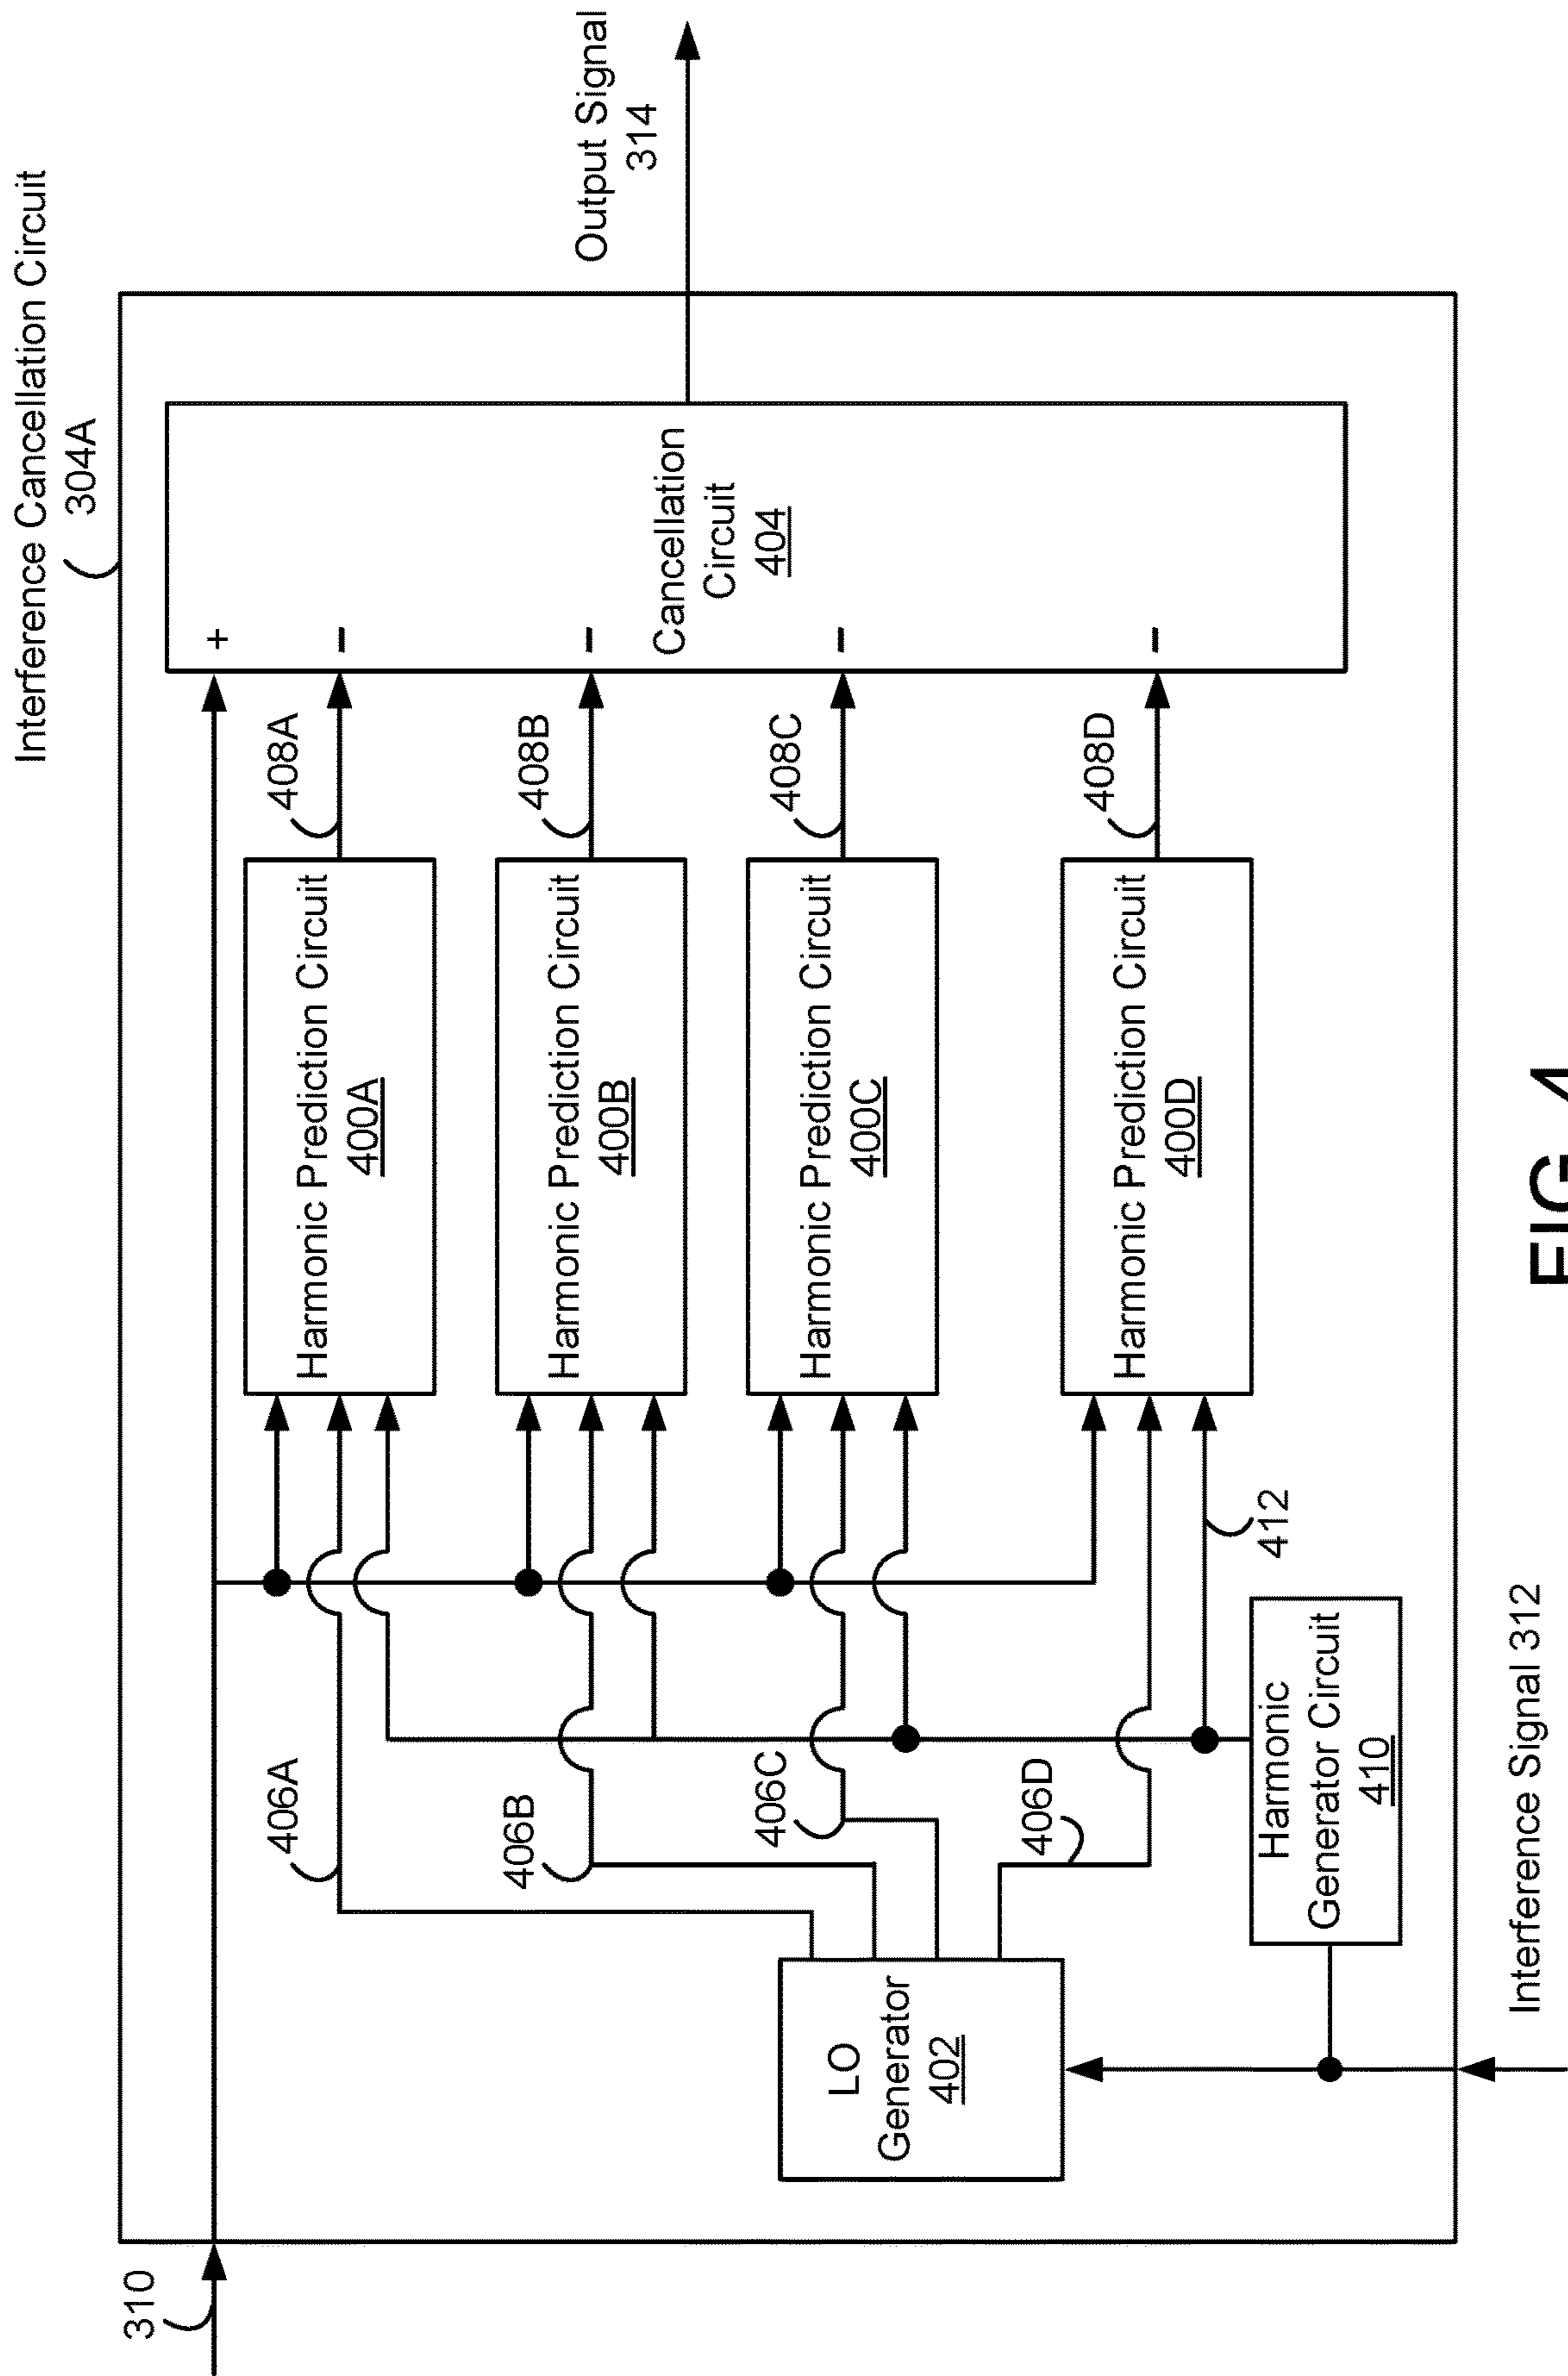 Interference Cancellation Circuit
304A
310
+
408A
–
Harmonic Prediction Circuit
400A
406A
408B
–
Harmonic Prediction Circuit
400B
406B
Cancellation
Circuit
404
Output Signal
314
408C
–
Harmonic Prediction Circuit
400C
406C
LO
Generator
402
408D
–
Harmonic Prediction Circuit
400D
406D
412
Harmonic
Generator Circuit
410
Interference Signal 312
FIG. 4